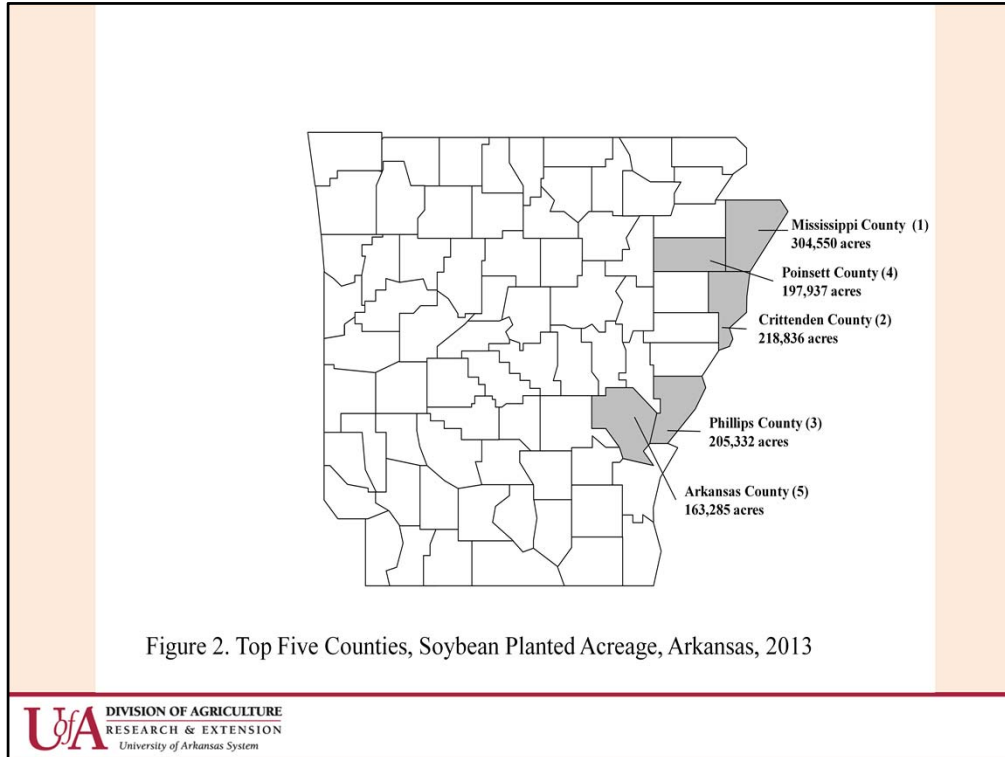 Mississippi County (1)
304,550 acres
Poinsett County (4)
197,937 acres
Crittenden County (2)
218,836 acres
Phillips County (3)
205,332 acres
Arkansas County (5)
163,285 acres
Figure 2. Top Five Counties, Soybean Planted Acreage, Arkansas, 2013
UofA
DIVISION OF AGRICULTURE
RESEARCH & EXTENSION
University of Arkansas System